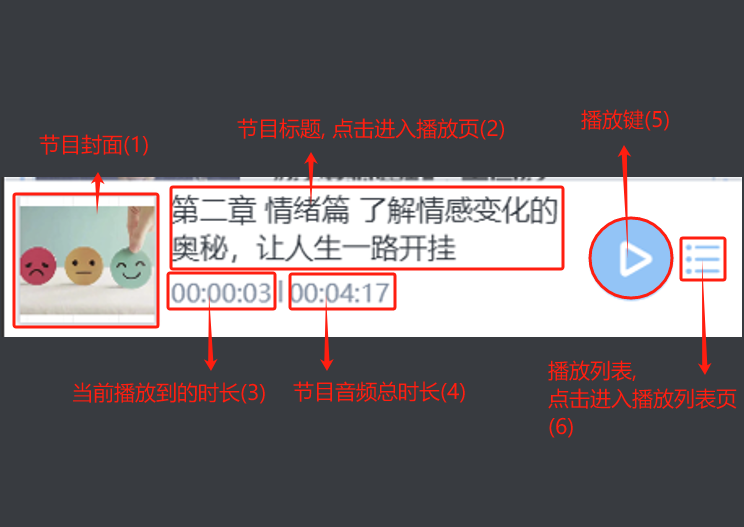 节目封面(1)
节目标题, 点击进入播放页(2)
播放键(5)
第二章 情绪篇 了解情感变化的
奥秘，让人生一路开挂
00:00:03 | 00:04:17
当前播放到的时长(3)
节目音频总时长(4)
播放列表,
点击进入播放列表页
(6)